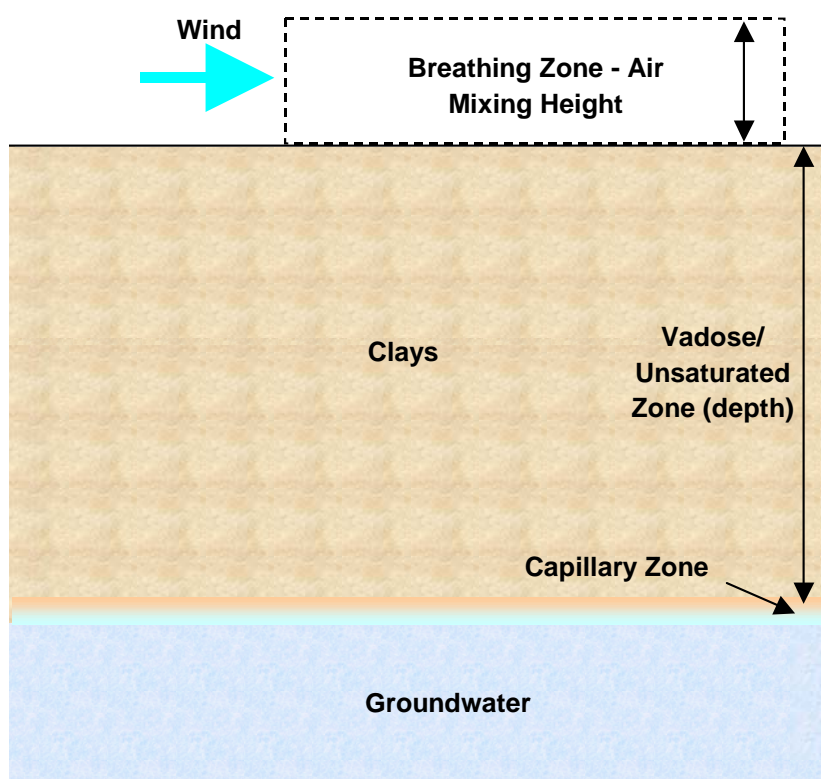 Wind
Breathing Zone - Air
Mixing Height
Clays
Vadose/
Unsaturated
Zone (depth)
Capillary Zone
Groundwater